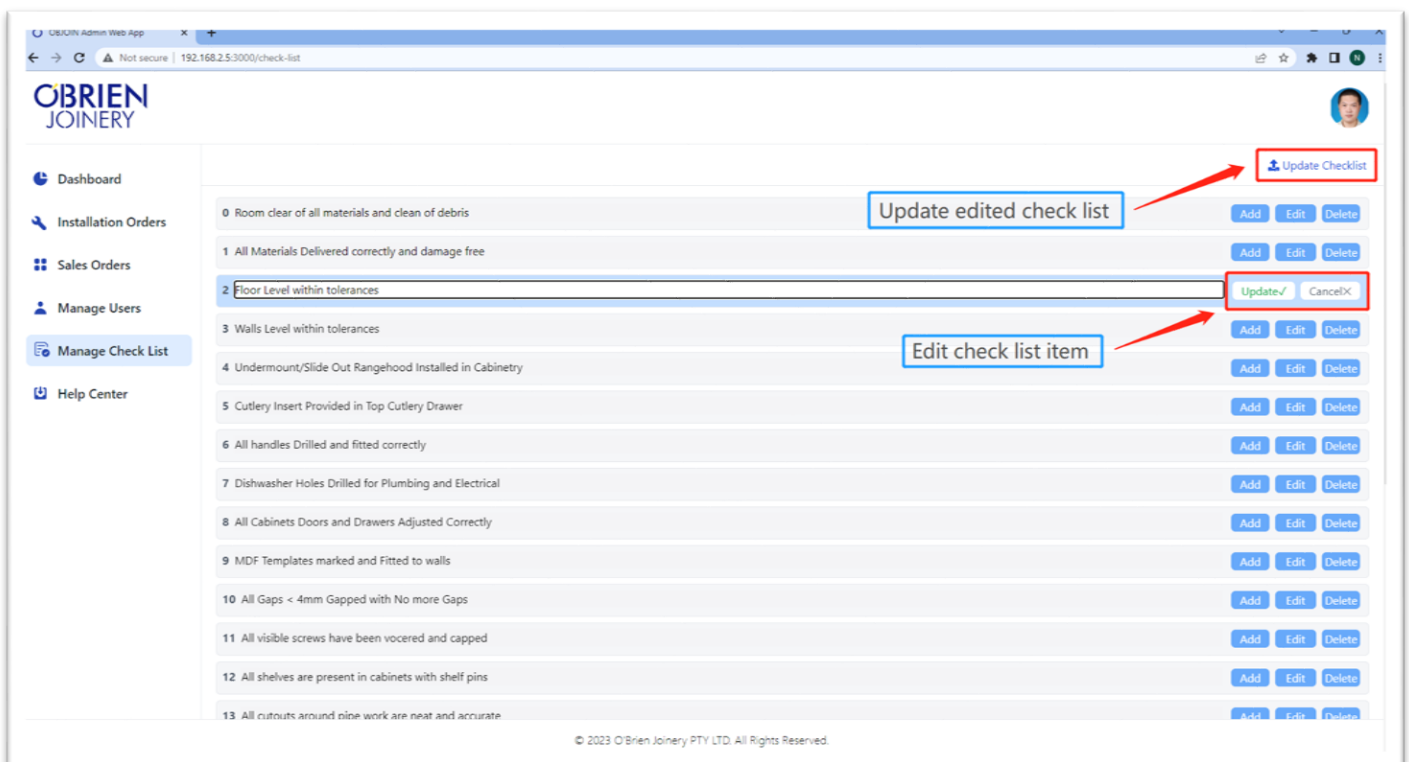 OBJOIN Admin Web App
Not secure | 192.168.2.5:3000/check-list
N
O'BRIEN
JOINERY
Dashboard
Installation Orders
Sales Orders
Manage Users
Manage Check List
Help Center
Update Checklist
Update edited check list
0 Room clear of all materials and clean of debris Add Edit Delete
1 All Materials Delivered correctly and damage free Add Edit Delete
2 Floor Level within tolerances Update✓ Cancel✕
3 Walls Level within tolerances Add Edit Delete
Edit check list item
4 Undermount/Slide Out Rangehood Installed in Cabinetry Add Edit Delete
5 Cutlery Insert Provided in Top Cutlery Drawer Add Edit Delete
6 All handles Drilled and fitted correctly Add Edit Delete
7 Dishwasher Holes Drilled for Plumbing and Electrical Add Edit Delete
8 All Cabinets Doors and Drawers Adjusted Correctly Add Edit Delete
9 MDF Templates marked and Fitted to walls Add Edit Delete
10 All Gaps < 4mm Gapped with No more Gaps Add Edit Delete
11 All visible screws have been vocered and capped Add Edit Delete
12 All shelves are present in cabinets with shelf pins Add Edit Delete
13 All cutouts around pipe work are neat and accurate Add Edit Delete
© 2023 O'Brien Joinery PTY LTD. All Rights Reserved.